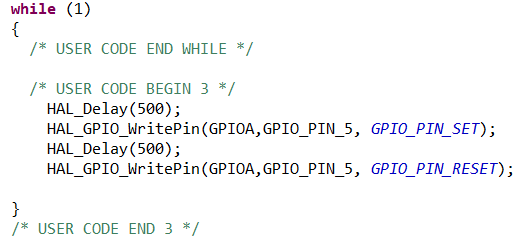 while (1)
{
/* USER CODE END WHILE */
/* USER CODE BEGIN 3 */
HAL_Delay(500);
HAL_GPIO_WritePin(GPIOA,GPIO_PIN_5, GPIO_PIN_SET);
HAL_Delay(500);
HAL_GPIO_WritePin(GPIOA,GPIO_PIN_5, GPIO_PIN_RESET);
}
/* USER CODE END 3 */